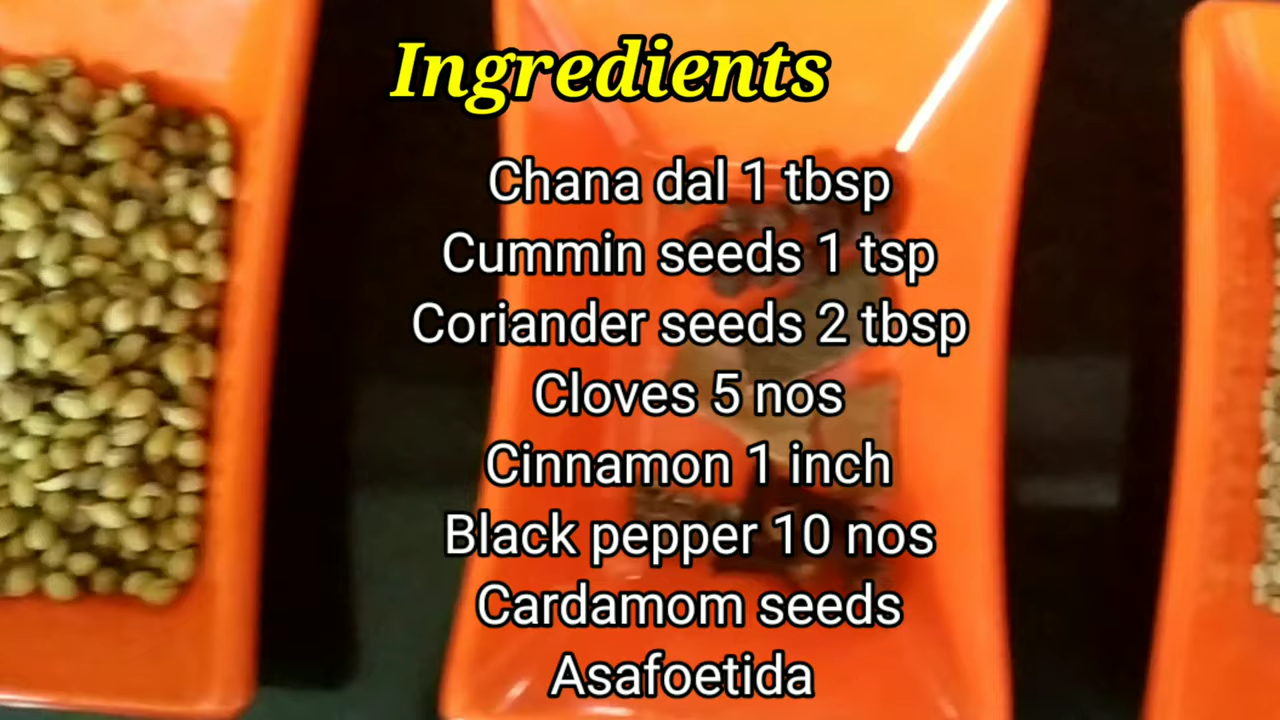 Ingredients
Chana dal 1 tbsp
Cummin seeds 1 tsp
Coriander seeds 2 tbsp
Cloves 5 nos
Cinnamon 1 inch
Black pepper 10 nos
Cardamom seeds
Asafoetida